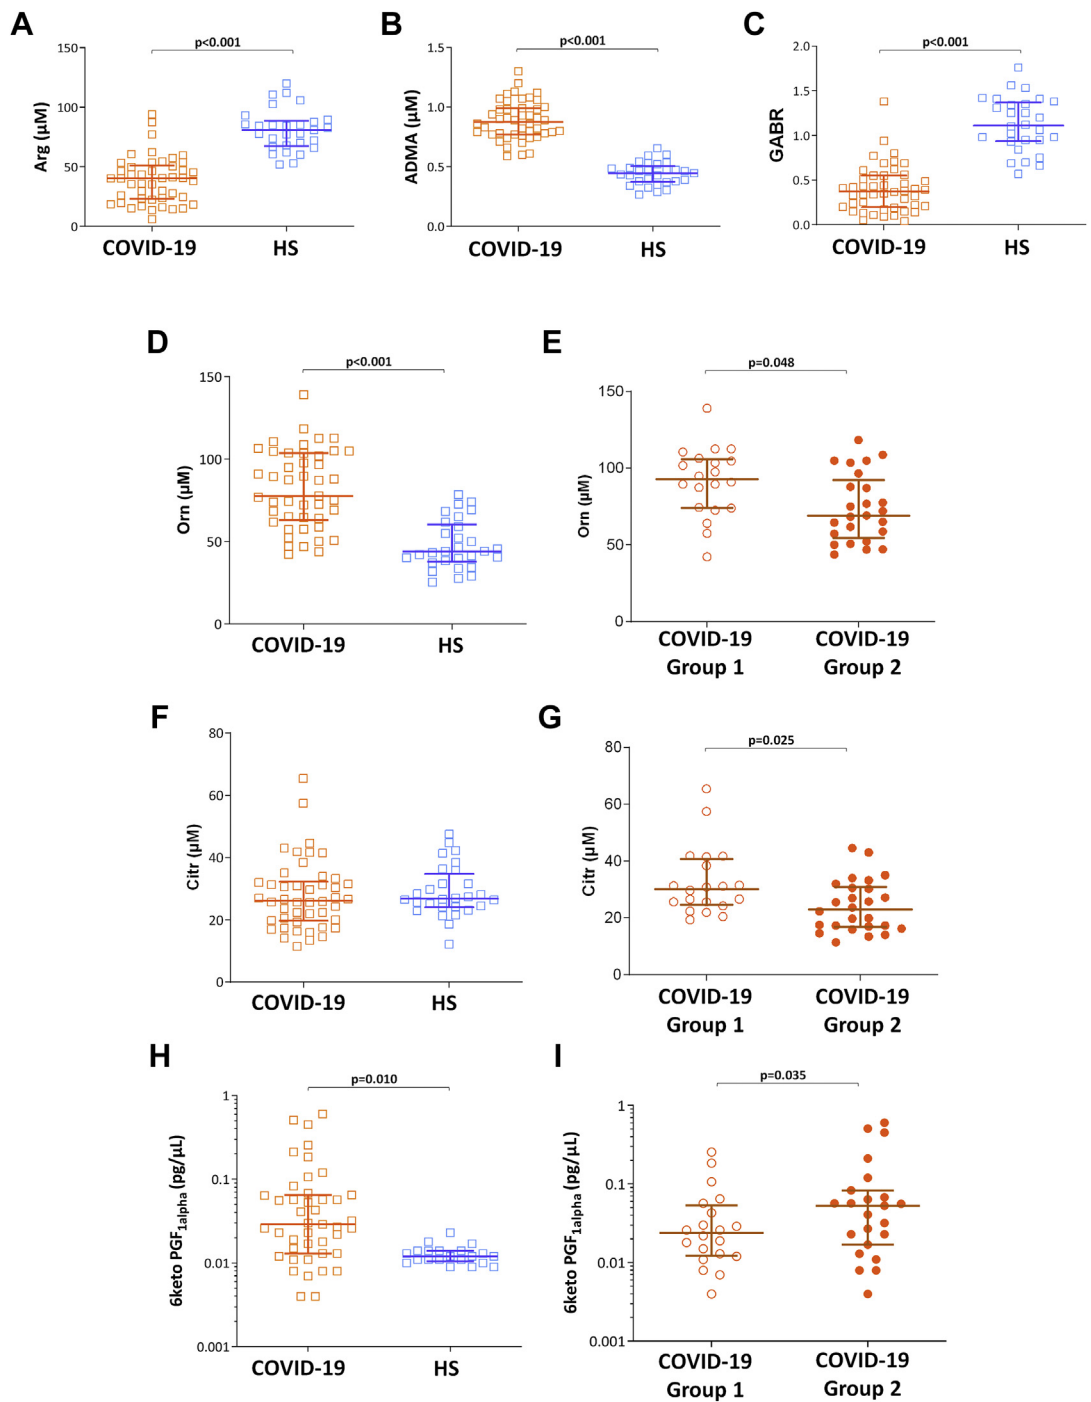 A
B
C
p<0.001
p<0.001
p<0.001
Arg (µM)
150
100
50
0
ADMA (µM)
1.5
1.0
0.5
0.0
GABR
2.0
1.5
1.0
0.5
0.0
COVID-19
HS
COVID-19
HS
COVID-19
HS
D
E
p<0.001
p=0.048
Orn (µM)
150
100
50
0
Orn (µM)
150
100
50
0
COVID-19
HS
COVID-19
Group 1
COVID-19
Group 2
F
G
p=0.025
Citr (µM)
80
60
40
20
0
Citr (µM)
80
60
40
20
0
COVID-19
HS
COVID-19
Group 1
COVID-19
Group 2
H
I
p=0.010
p=0.035
6keto PGF1alpha (pg/µL)
1
0.1
0.01
0.001
6keto PGF1alpha (pg/µL)
1
0.1
0.01
0.001
COVID-19
HS
COVID-19
Group 1
COVID-19
Group 2